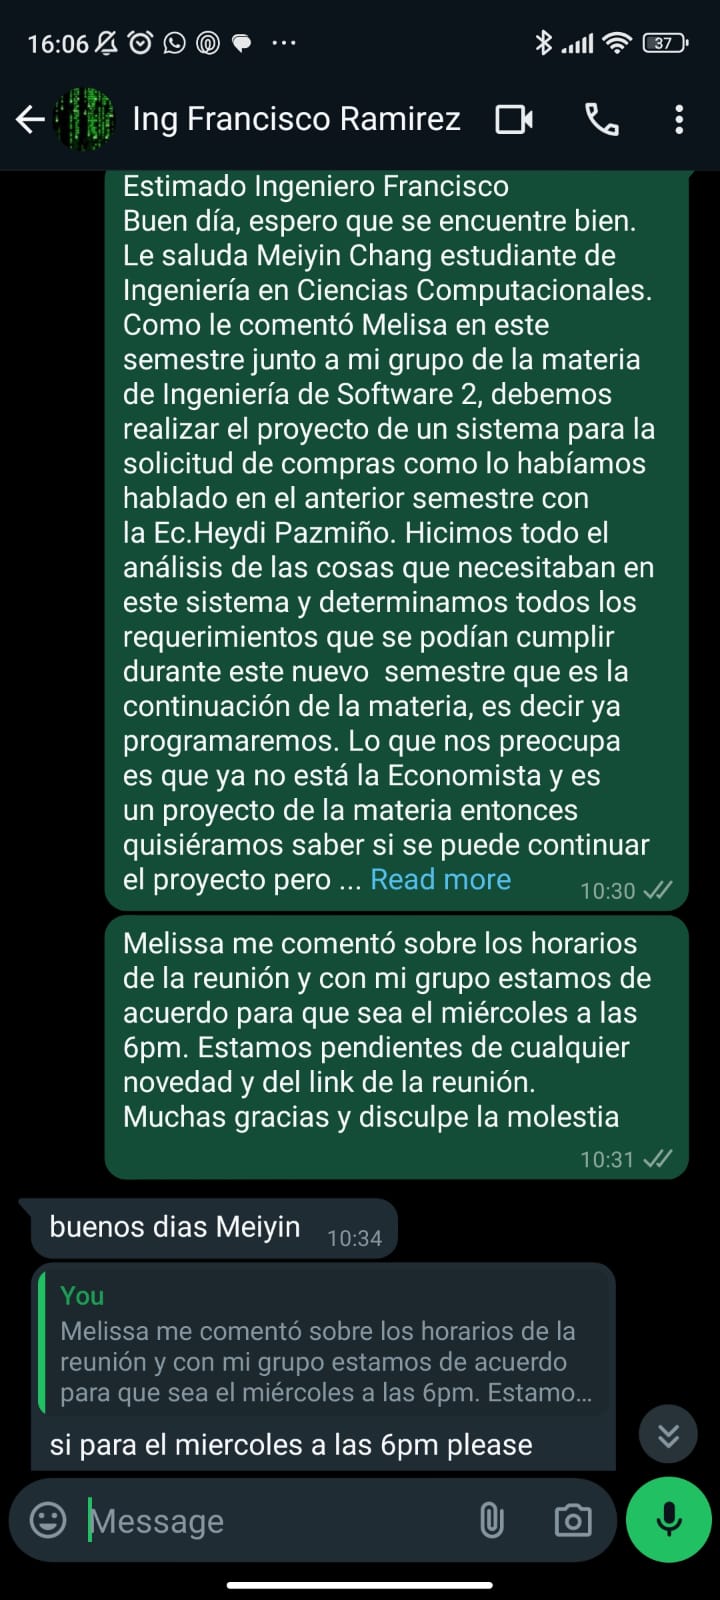 16:06
37
Ing Francisco Ramirez
Estimado Ingeniero Francisco
Buen día, espero que se encuentre bien.
Le saluda Meiyin Chang estudiante de
Ingeniería en Ciencias Computacionales.
Como le comentó Melisa en este
semestre junto a mi grupo de la materia
de Ingeniería de Software 2, debemos
realizar el proyecto de un sistema para la
solicitud de compras como lo habíamos
hablado en el anterior semestre con
la Ec.Heydi Pazmiño. Hicimos todo el
análisis de las cosas que necesitaban en
este sistema y determinamos todos los
requerimientos que se podían cumplir
durante este nuevo  semestre que es la
continuación de la materia, es decir ya
programaremos. Lo que nos preocupa
es que ya no está la Economista y es
un proyecto de la materia entonces
quisiéramos saber si se puede continuar
el proyecto pero ... Read more
10:30
Melissa me comentó sobre los horarios
de la reunión y con mi grupo estamos de
acuerdo para que sea el miércoles a las
6pm. Estamos pendientes de cualquier
novedad y del link de la reunión.
Muchas gracias y disculpe la molestia
10:31
buenos dias Meiyin 10:34
You
Melissa me comentó sobre los horarios de la
reunión y con mi grupo estamos de acuerdo
para que sea el miércoles a las 6pm. Estamo...
si para el miercoles a las 6pm please
Message